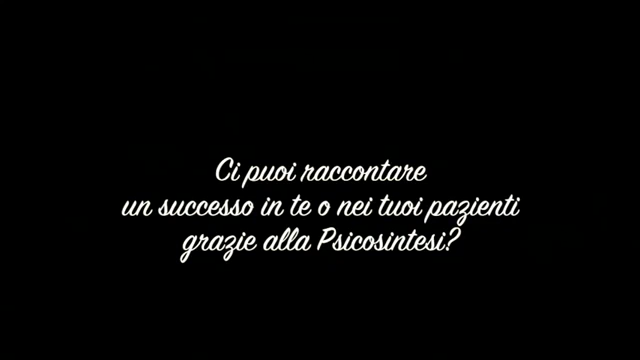 Ci puoi raccontare
un successo in te o nei tuoi pazienti
grazie alla Psicosintesi?